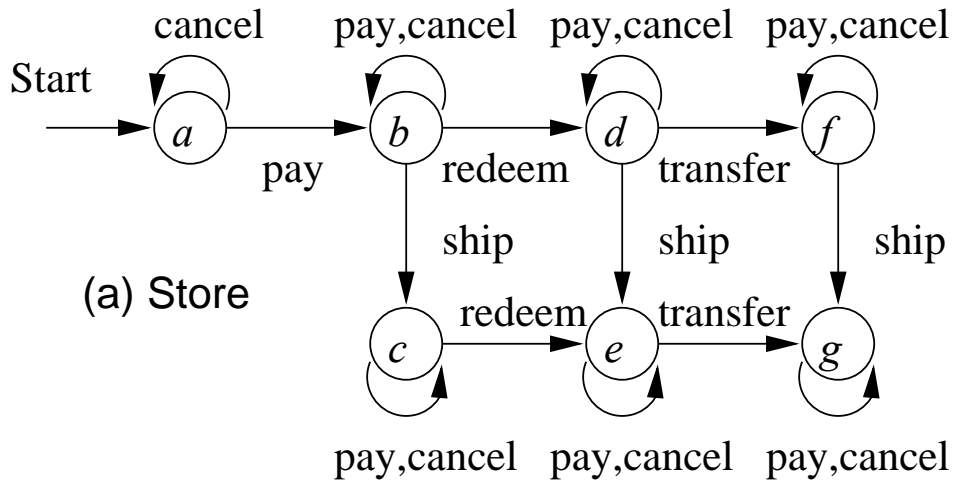 cancel pay,cancel pay,cancel pay,cancel
Start
a b d f
pay redeem transfer
ship ship ship
(a) Store
redeem transfer
c e g
pay,cancel pay,cancel pay,cancel